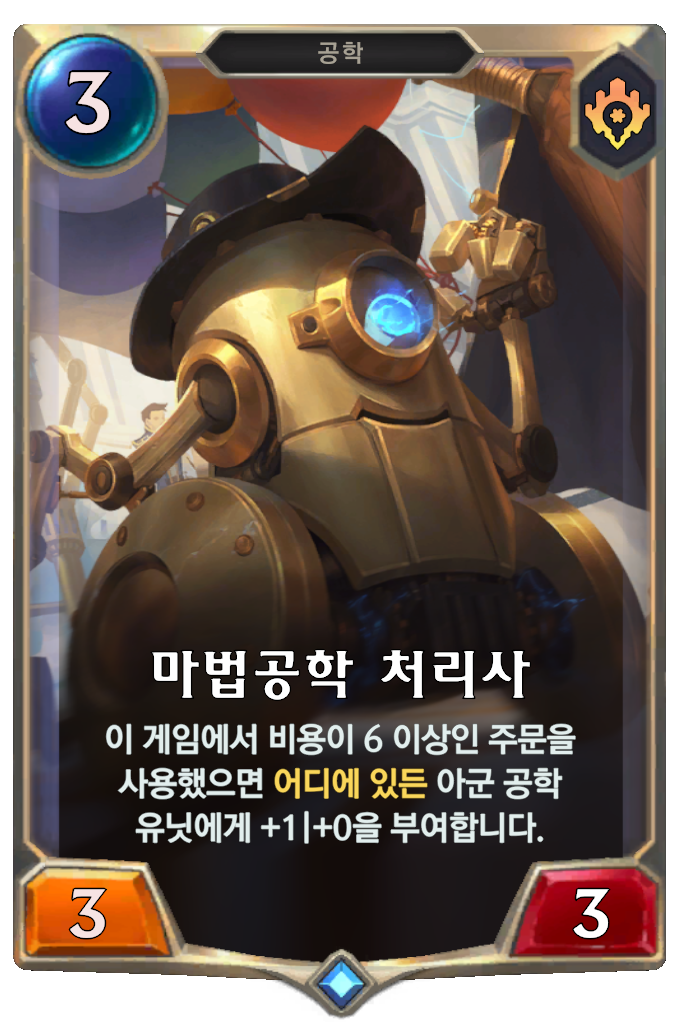 공학
3
마법공학 처리사
이 게임에서 비용이 6 이상인 주문을
사용했으면 어디에 있든 아군 공학
유닛에게 +1|+0을 부여합니다.
3
3